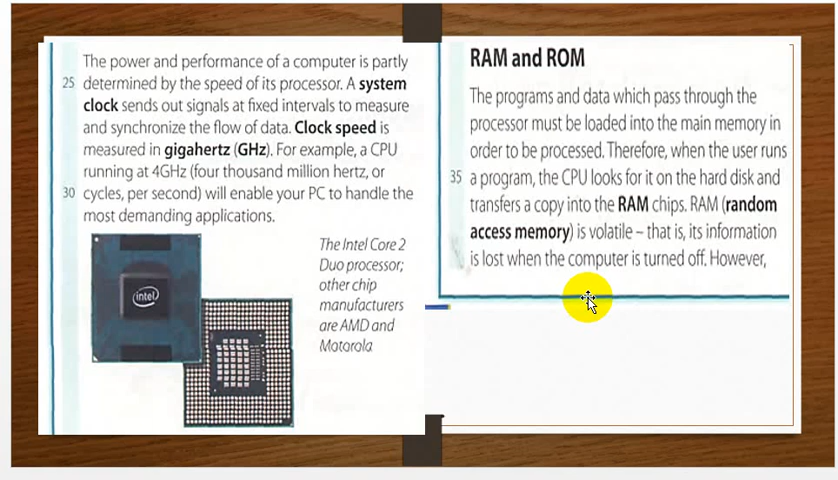 The power and performance of a computer is partly
25 determined by the speed of its processor. A system
clock sends out signals at fixed intervals to measure
and synchronize the flow of data. Clock speed is
measured in gigahertz (GHz). For example, a CPU
running at 4GHz (four thousand million hertz, or
30 cycles, per second) will enable your PC to handle the
most demanding applications.
intel
The Intel Core 2
Duo processor;
other chip
manufacturers
are AMD and
Motorola
RAM and ROM
The programs and data which pass through the
processor must be loaded into the main memory in
order to be processed. Therefore, when the user runs
35 a program, the CPU looks for it on the hard disk and
transfers a copy into the RAM chips. RAM (random
access memory) is volatile – that is, its information
is lost when the computer is turned off. However,